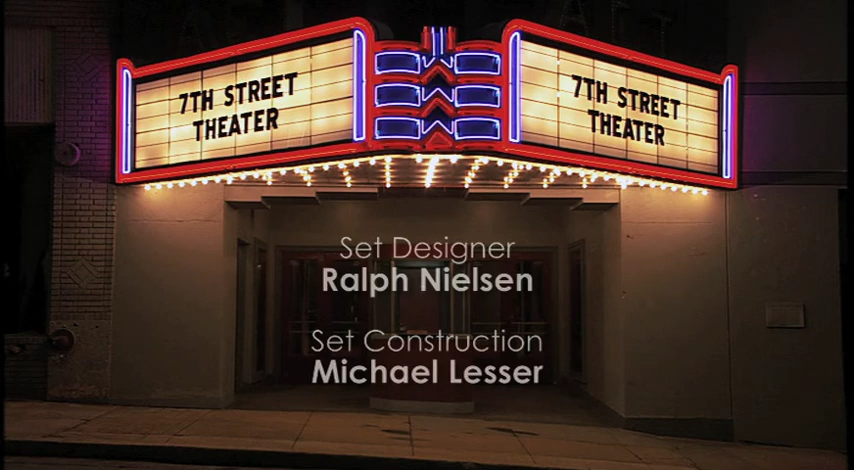 7TH STREET
THEATER
7TH STREET
THEATER
Set Designer
Ralph Nielsen
Set Construction
Michael Lesser